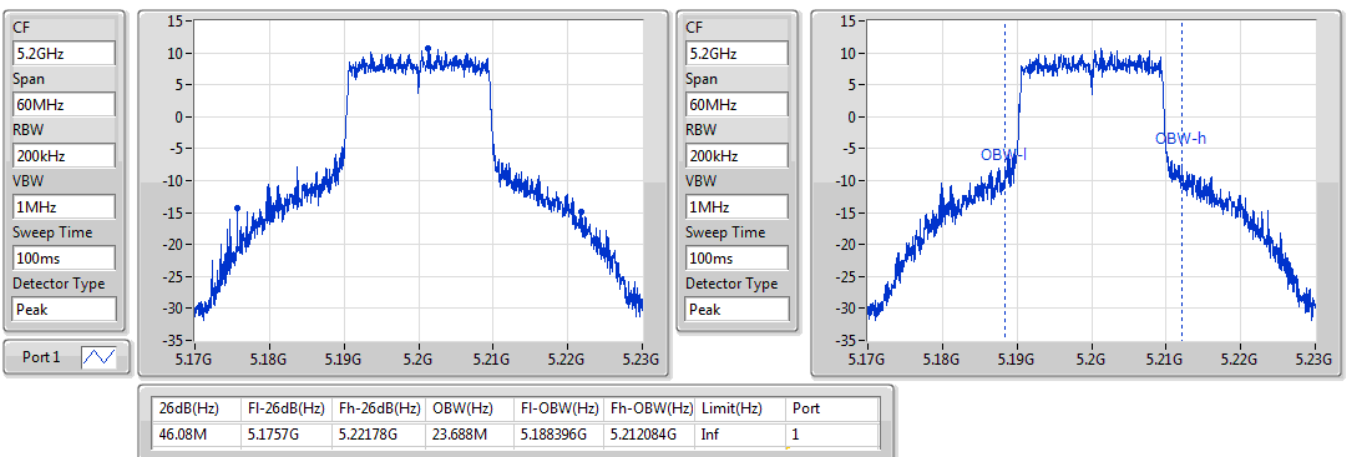 CF
5.2GHz
Span
60MHz
RBW
200kHz
VBW
1MHz
Sweep Time
100ms
Detector Type
Peak
Port 1
15
10
5
0
-5
-10
-15
-20
-25
-30
-35
5.17G 5.18G 5.19G 5.2G 5.21G 5.22G 5.23G
CF
5.2GHz
Span
60MHz
RBW
200kHz
VBW
1MHz
Sweep Time
100ms
Detector Type
Peak
15
10
5
0
-5
-10
-15
-20
-25
-30
-35
OBW-l
OBW-h
5.17G 5.18G 5.19G 5.2G 5.21G 5.22G 5.23G
26dB(Hz) Fl-26dB(Hz) Fh-26dB(Hz) OBW(Hz) Fl-OBW(Hz) Fh-OBW(Hz) Limit(Hz) Port
46.08M 5.1757G 5.22178G 23.688M 5.188396G 5.212084G Inf 1